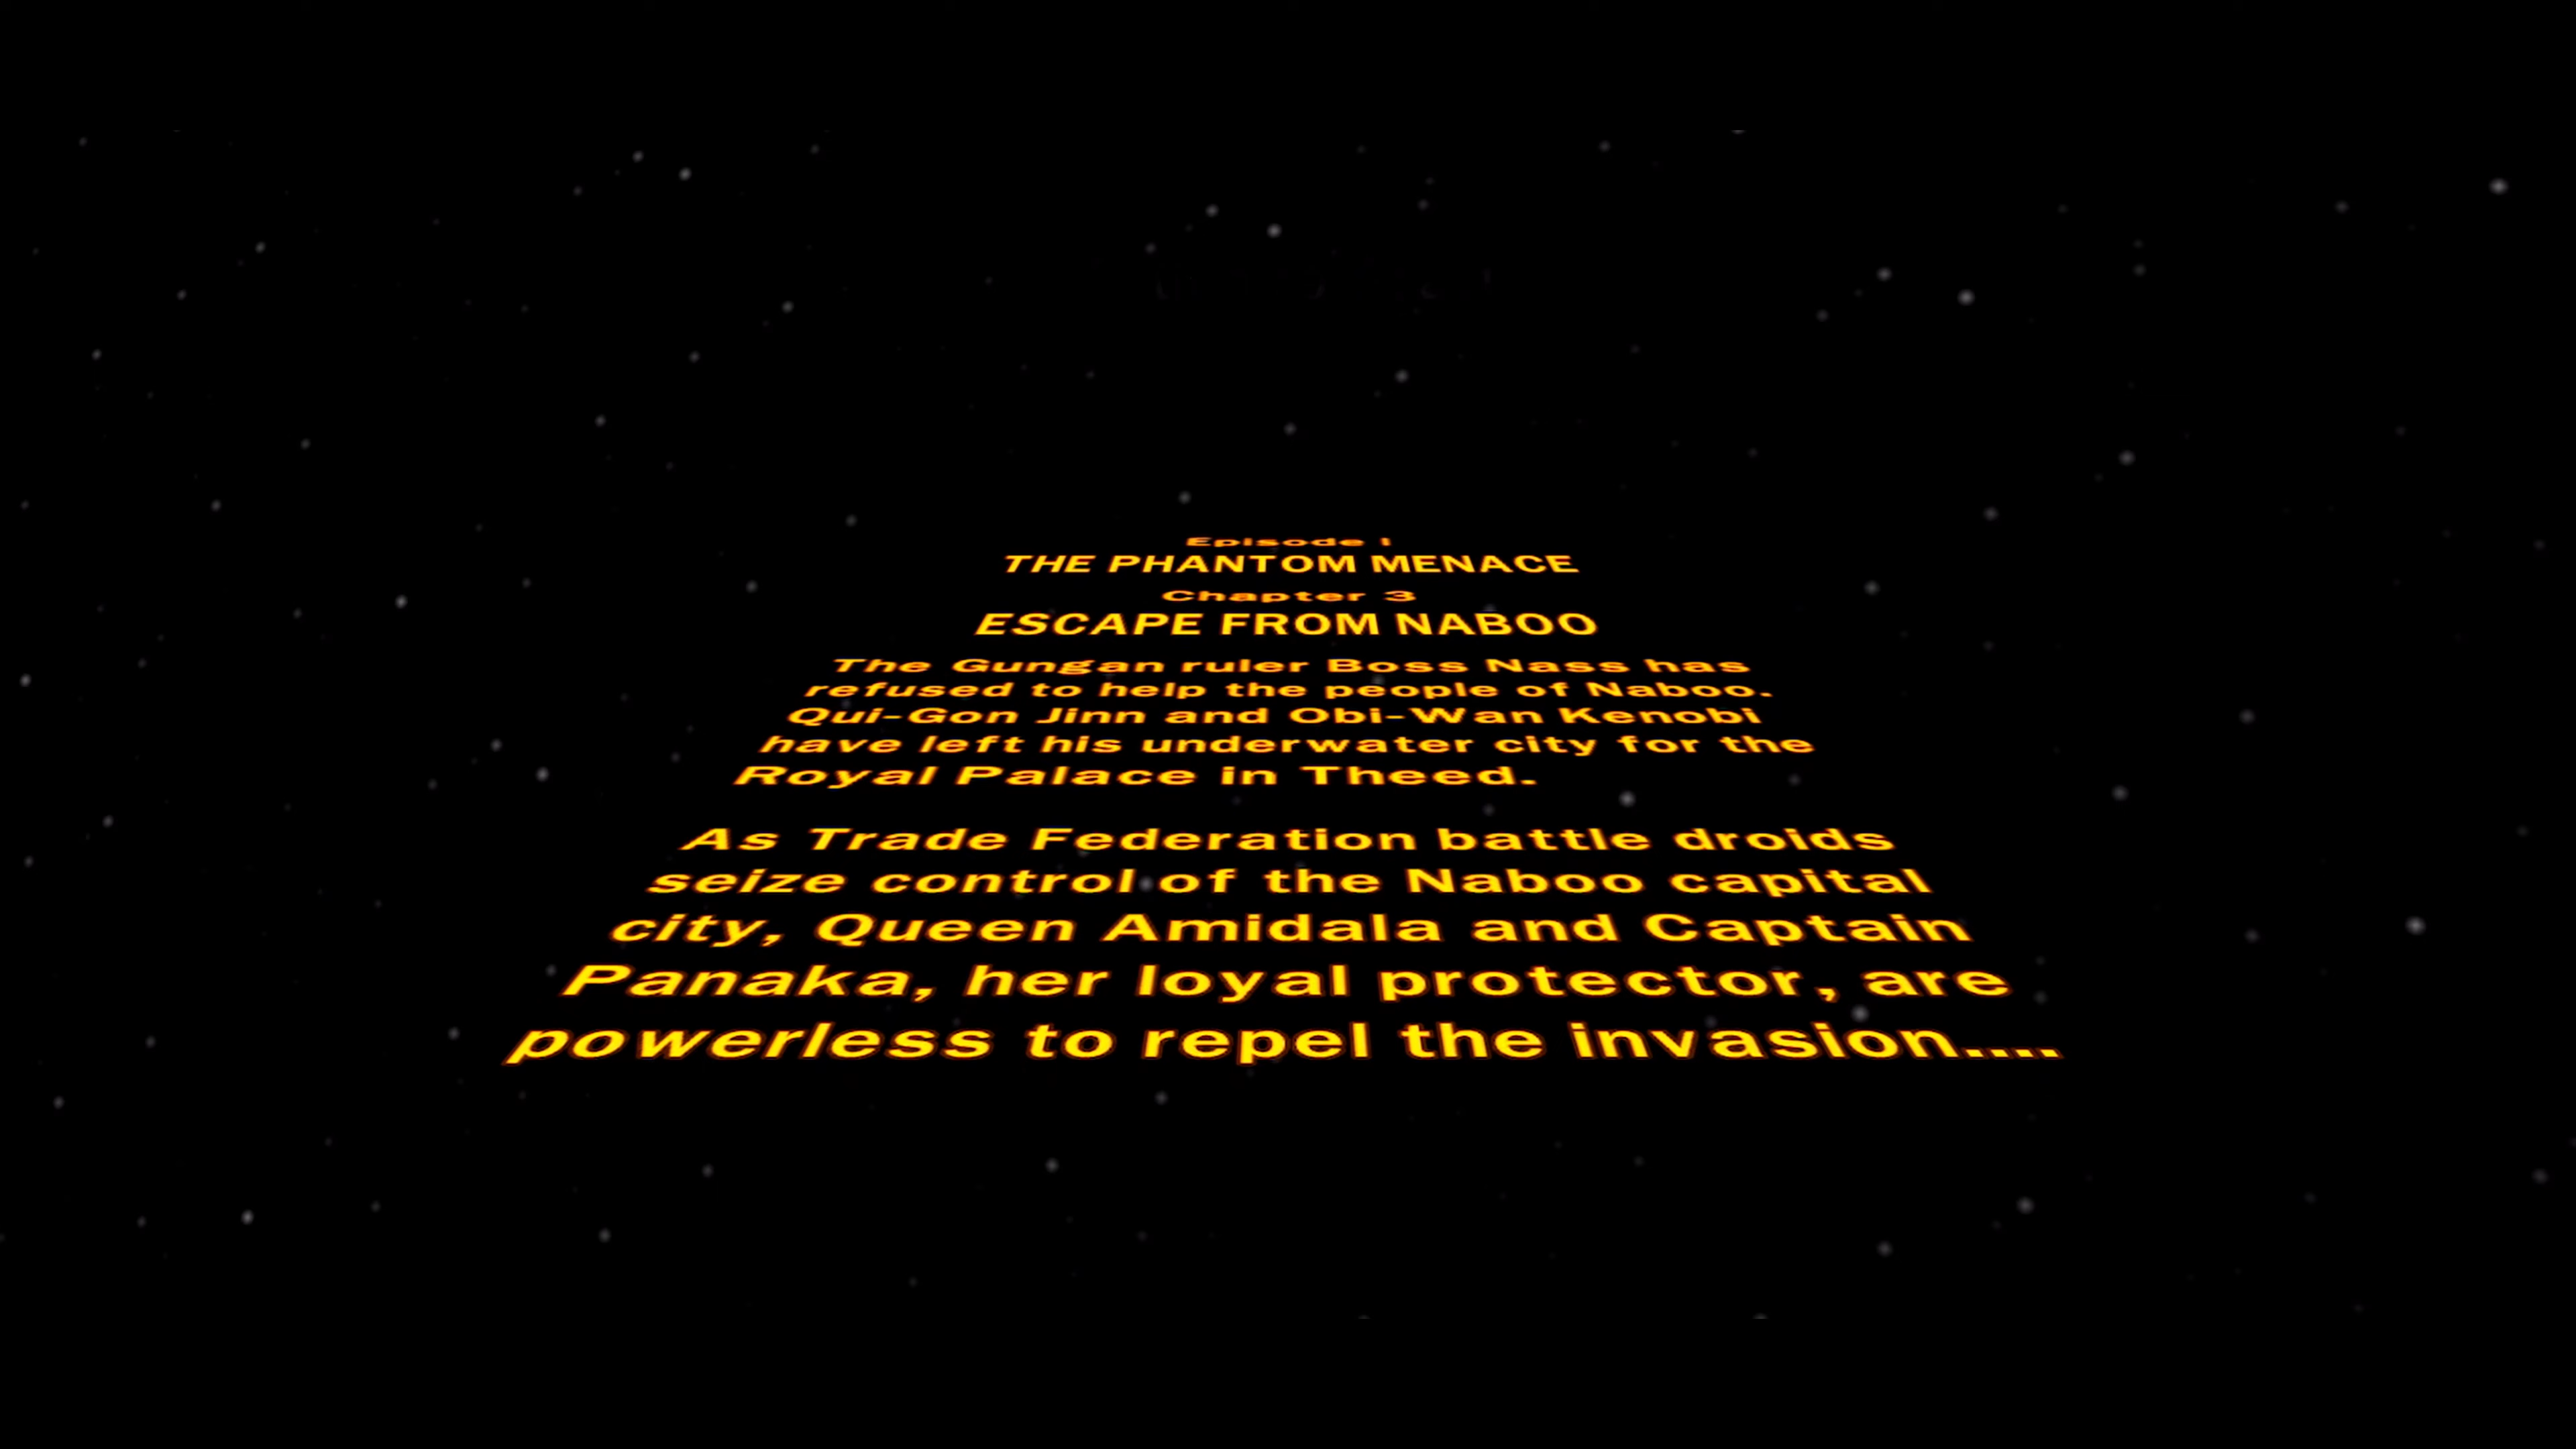 Episode I
THE PHANTOM MENACE
Chapter 3
ESCAPE FROM NABOO
The Gungan ruler Boss Nass has
refused to help the people of Naboo.
Qui-Gon Jinn and Obi-Wan Kenobi
have left his underwater city for the
Royal Palace in Theed.
As Trade Federation battle droids
seize control of the Naboo capital
city, Queen Amidala and Captain
Panaka, her loyal protector, are
powerless to repel the invasion....